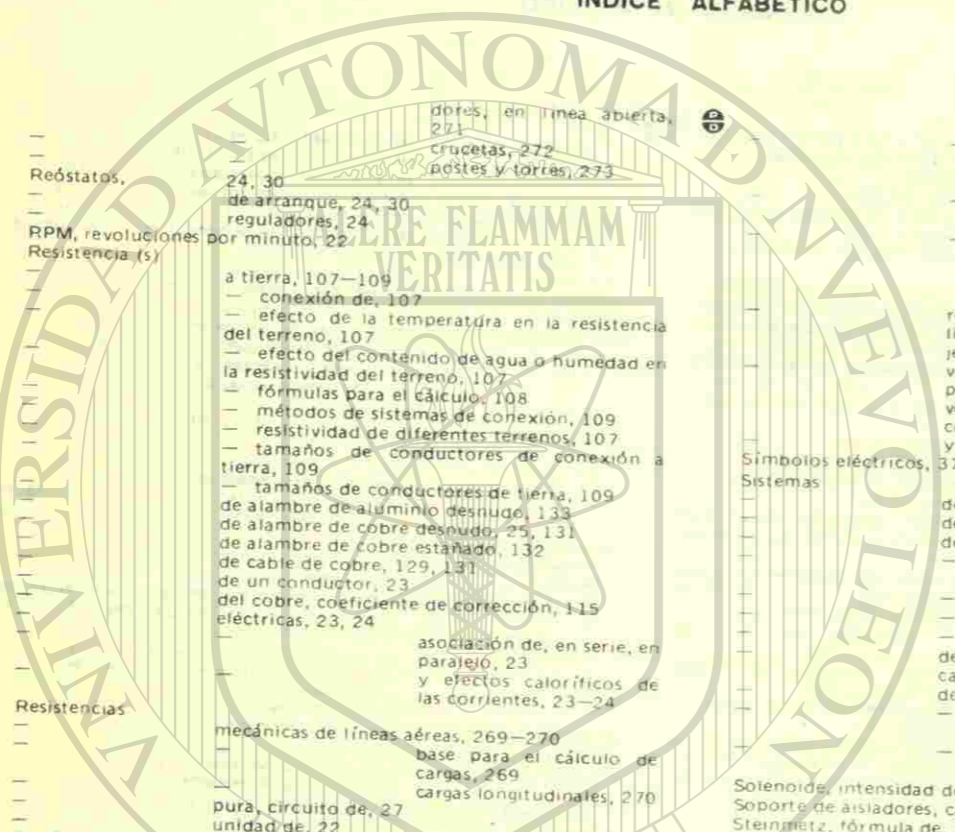 INDICE ALFABETICO
dores, en línea abierta,
271
crucetas, 272
postes y torres, 273
Reóstatos, 24, 30
de arranque, 24, 30
reguladores, 24
RPM, revoluciones por minuto, 22
Resistencia (s)
a tierra, 107—109
— conexión de, 107
— efecto de la temperatura en la resistencia
del terreno, 107
— efecto del contenido de agua o humedad en
la resistividad del terreno, 107
— fórmulas para el cálculo, 108
— métodos de sistemas de conexión, 109
— resistividad de diferentes terrenos, 107
— tamaños de conductores de conexión a
tierra, 109
— tamaños de conductores de tierra, 109
de alambre de aluminio desnudo, 133
de alambre de cobre desnudo, 25, 131
de alambre de cobre estañado, 132
de cable de cobre, 129, 131
de un conductor, 23
del cobre, coeficiente de corrección, 115
eléctricas, 23, 24
asociación de, en serie, en
paralelo, 23
y efectos caloríficos de
las corrientes, 23—24
Resistencias
mecánicas de líneas aéreas, 269—270
base para el cálculo de
cargas, 269
cargas longitudinales, 270
pura, circuito de, 27
unidad de, 22
Símbolos eléctricos,
Sistemas
Solenoide, intensidad
Soporte de aisladores,
Steinmetz, fórmula de
UNIVERSIDAD AVTONOMA D NVEVO LEON
ALERE FLAMMAM
VERITATIS